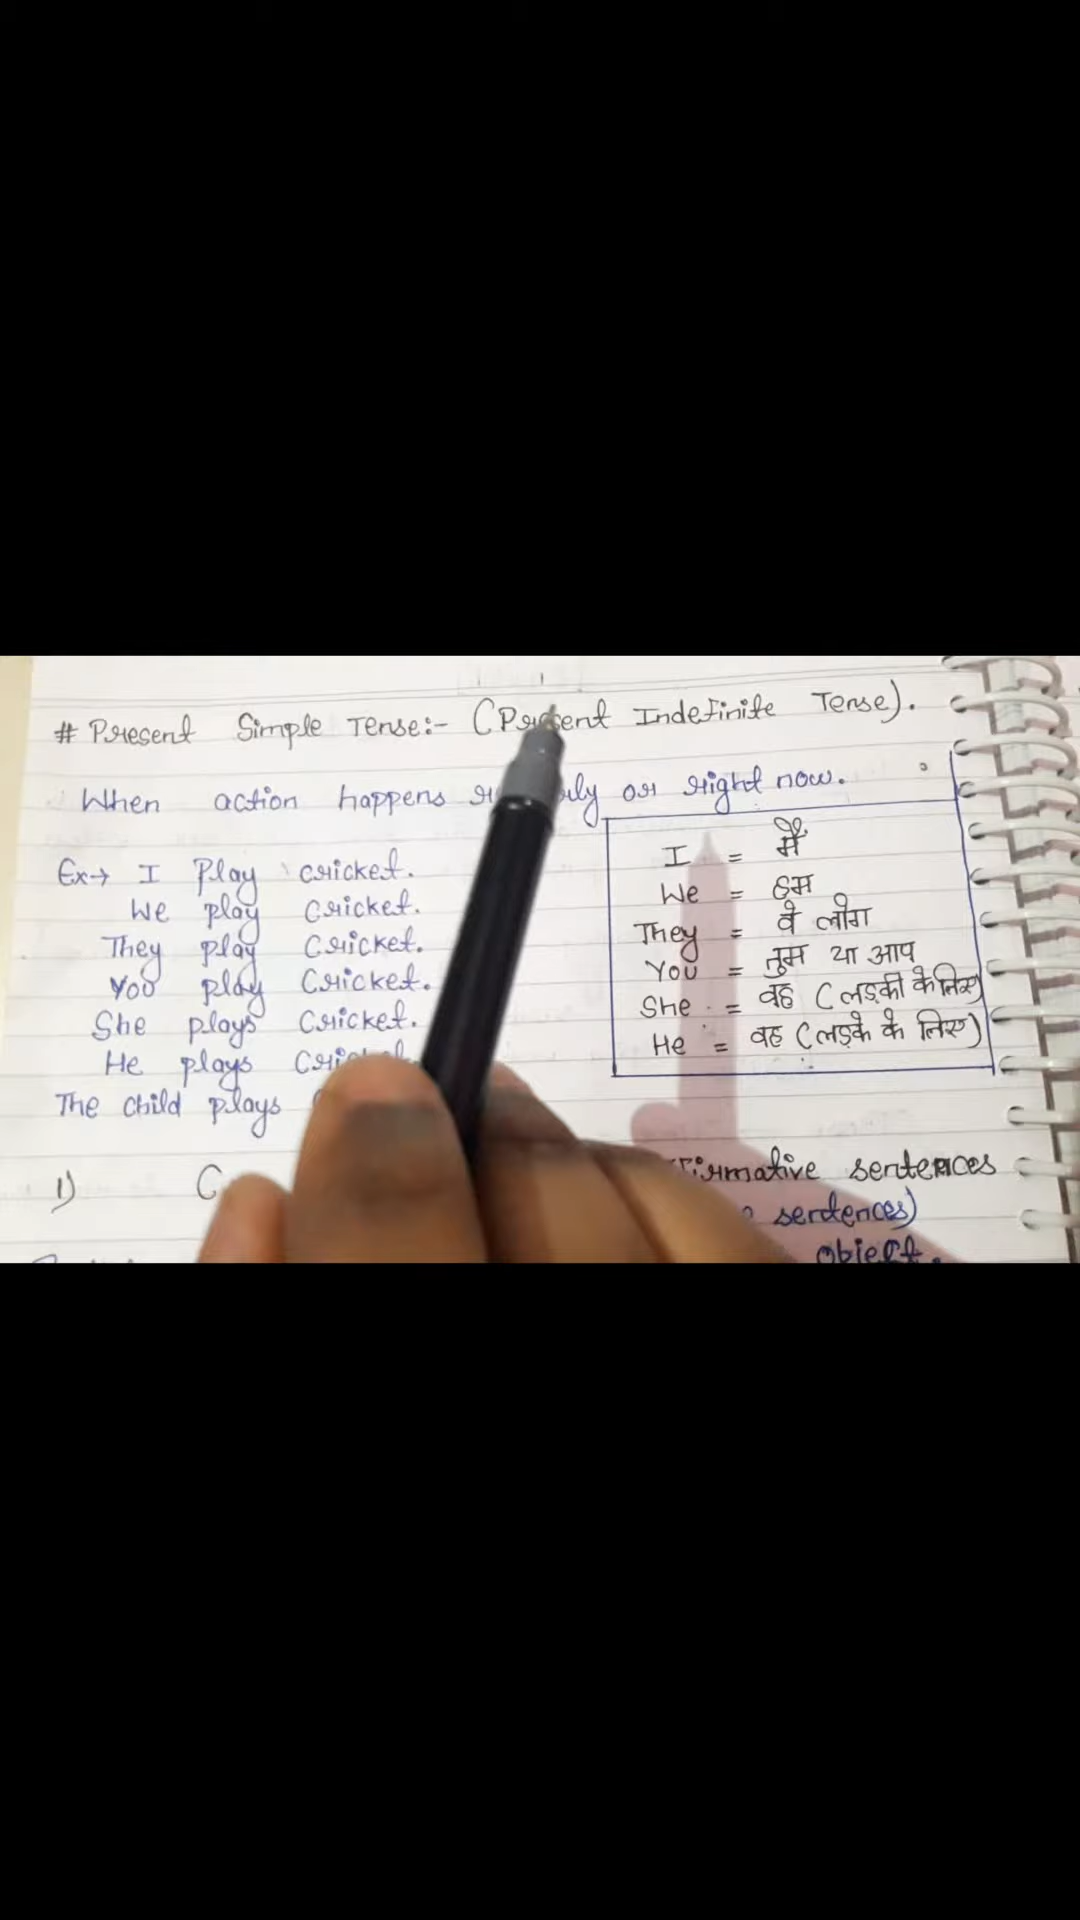 # Present Simple Tense:- (Present Indefinite Tense).
When action happens or right now.
Ex→ I Play cricket.
We play cricket.
They play cricket.
You play cricket.
She plays cricket.
He plays
The child plays
I = मैं
We = हम
They = वे लोग
You = तुम या आप
She = वह (लड़की के लिए)
He = वह (लड़के के लिए)
1) sentences
sentences)
object.